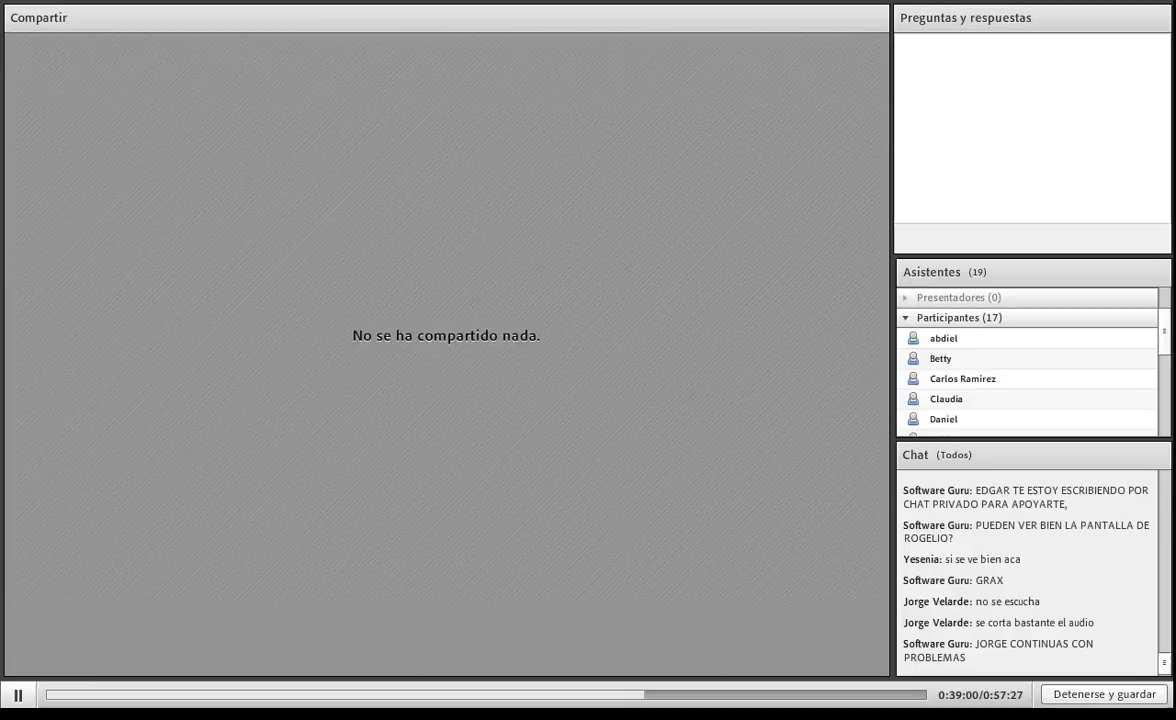 Compartir
No se ha compartido nada.
Preguntas y respuestas
Asistentes (19)
Presentadores (0)
Participantes (17)
abdiel
Betty
Carlos Ramirez
Claudia
Daniel
Chat (Todos)
Software Guru: EDGAR TE ESTOY ESCRIBIENDO POR
CHAT PRIVADO PARA APOYARTE,
Software Guru: PUEDEN VER BIEN LA PANTALLA DE
ROGELIO?
Yesenia: si se ve bien aca
Software Guru: GRAX
Jorge Velarde: no se escucha
Jorge Velarde: se corta bastante el audio
Software Guru: JORGE CONTINUAS CON
PROBLEMAS
0:39:00/0:57:27
Detenerse y guardar